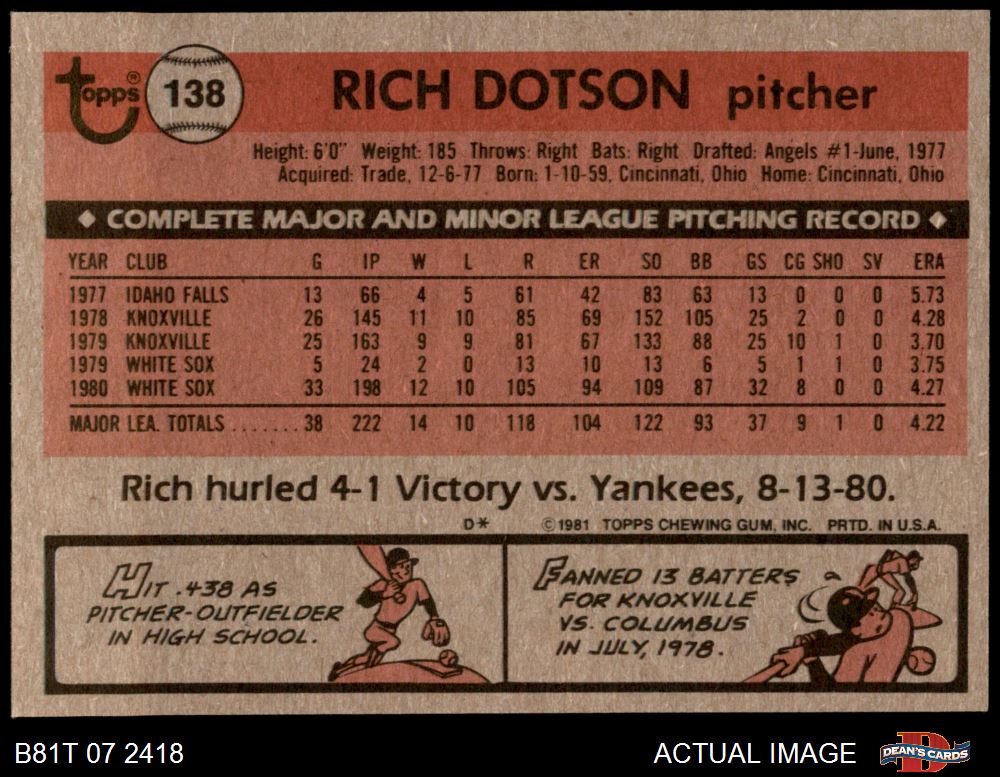 topps® 138 RICH DOTSON pitcher
Height: 6'0" Weight: 185 Throws: Right Bats: Right Drafted: Angels #1-June, 1977
Acquired: Trade, 12-6-77 Born: 1-10-59, Cincinnati, Ohio Home: Cincinnati, Ohio
◆ COMPLETE MAJOR AND MINOR LEAGUE PITCHING RECORD ◆
YEAR CLUB G IP W L R ER SO BB GS CG SHO SV ERA
1977 IDAHO FALLS 13 66 4 5 61 42 83 63 13 0 0 0 5.73
1978 KNOXVILLE 26 145 11 10 85 69 152 105 25 2 0 0 4.28
1979 KNOXVILLE 25 163 9 9 81 67 133 88 25 10 1 0 3.70
1979 WHITE SOX 5 24 2 0 13 10 13 6 5 1 1 0 3.75
1980 WHITE SOX 33 198 12 10 105 94 109 87 32 8 0 0 4.27
MAJOR LEA. TOTALS ....... 38 222 14 10 118 104 122 93 37 9 1 0 4.22
Rich hurled 4-1 Victory vs. Yankees, 8-13-80.
D* ©1981 TOPPS CHEWING GUM, INC. PRTD. IN U.S.A.
HIT .438 AS
PITCHER-OUTFIELDER
IN HIGH SCHOOL.
FANNED 13 BATTERS
FOR KNOXVILLE
VS. COLUMBUS
IN JULY, 1978.
B81T 07 2418 ACTUAL IMAGE DEAN'S CARDS